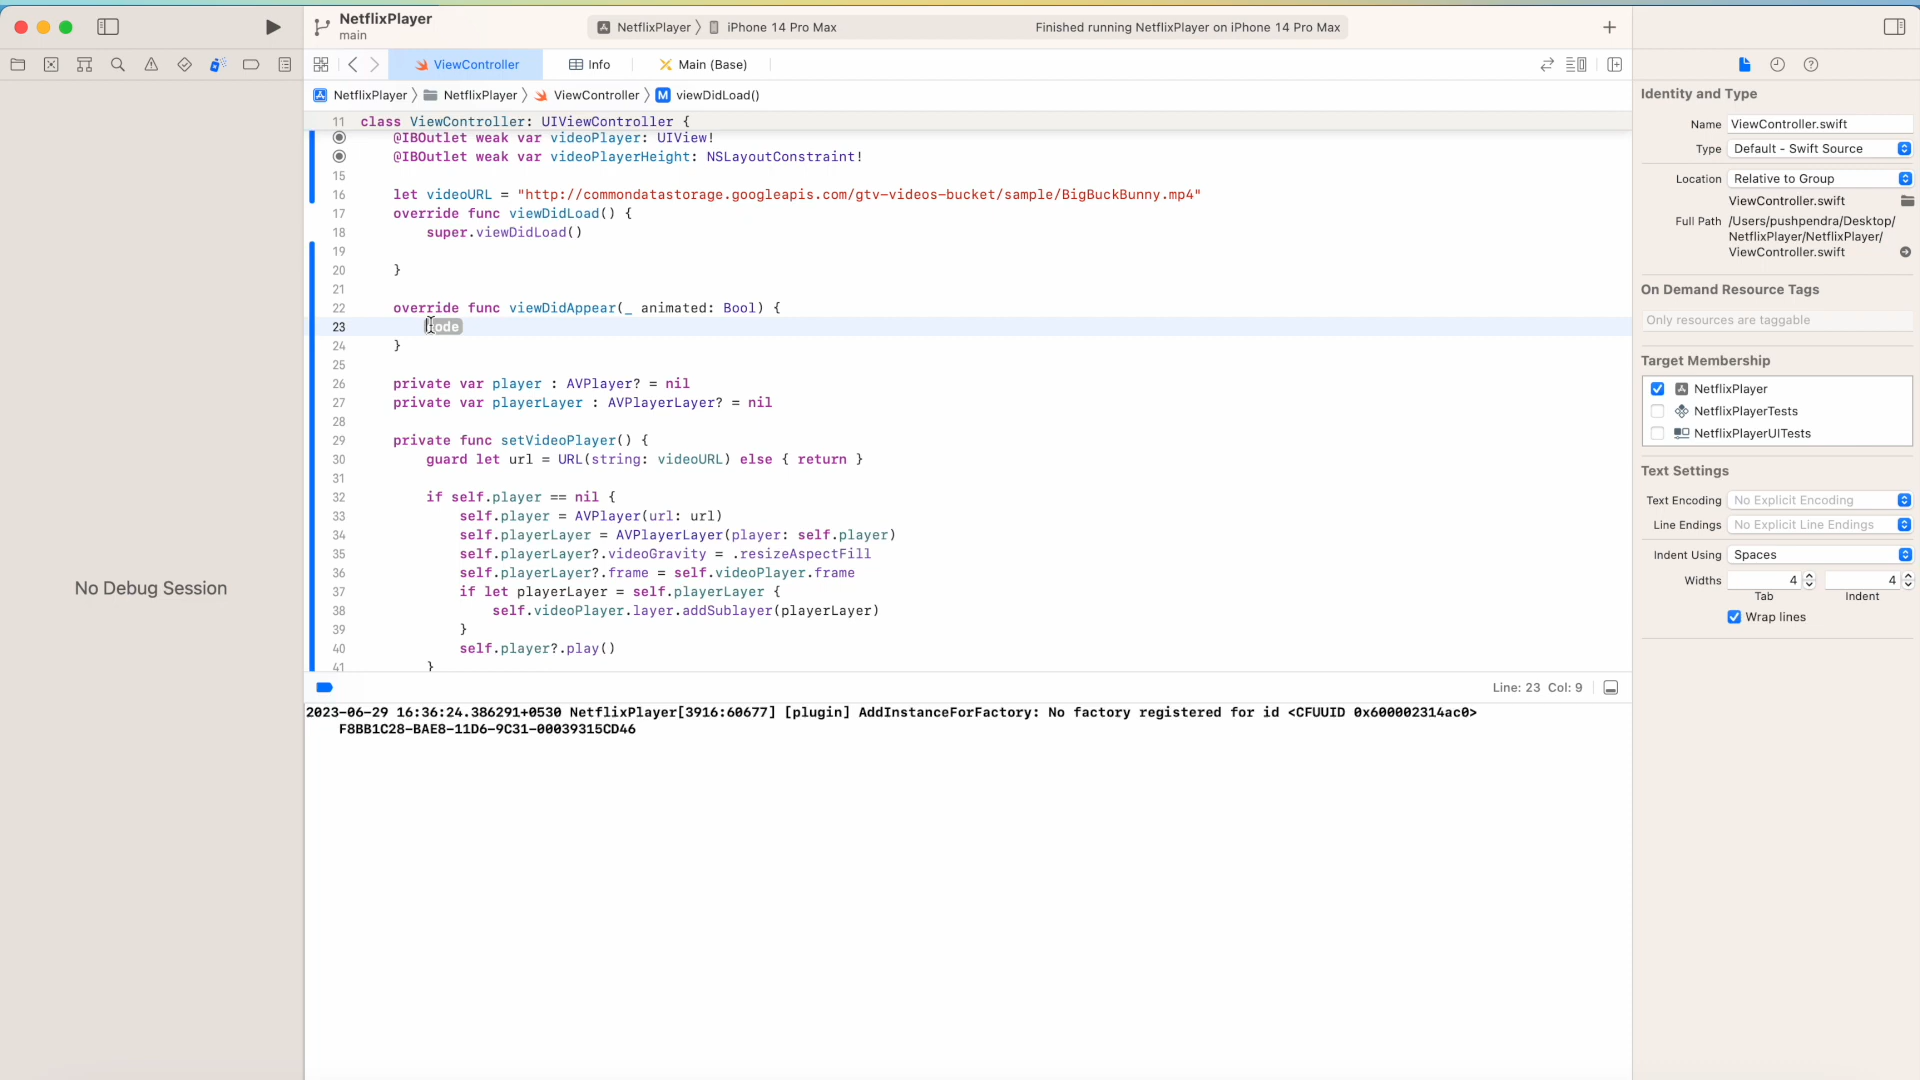 NetflixPlayer
main
NetflixPlayer
iPhone 14 Pro Max
Finished running NetflixPlayer on iPhone 14 Pro Max
ViewController
Info
Main (Base)
NetflixPlayer
NetflixPlayer
ViewController
M viewDidLoad()
11 class ViewController: UIViewController {
@IBOutlet weak var videoPlayer: UIView!
@IBOutlet weak var videoPlayerHeight: NSLayoutConstraint!
15
16 let videoURL = "http://commondatastorage.googleapis.com/gtv-videos-bucket/sample/BigBuckBunny.mp4"
17 override func viewDidLoad() {
18 super.viewDidLoad()
19
20 }
21
22 override func viewDidAppear(_ animated: Bool) {
23 code
24 }
25
26 private var player : AVPlayer? = nil
27 private var playerLayer : AVPlayerLayer? = nil
28
29 private func setVideoPlayer() {
30 guard let url = URL(string: videoURL) else { return }
31
32 if self.player == nil {
33 self.player = AVPlayer(url: url)
34 self.playerLayer = AVPlayerLayer(player: self.player)
35 self.playerLayer?.videoGravity = .resizeAspectFill
36 self.playerLayer?.frame = self.videoPlayer.frame
37 if let playerLayer = self.playerLayer {
38 self.videoPlayer.layer.addSublayer(playerLayer)
39 }
40 self.player?.play()
41 }
Line: 23 Col: 9
2023-06-29 16:36:24.386291+0530 NetflixPlayer[3916:60677] [plugin] AddInstanceForFactory: No factory registered for id <CFUUID 0x600002314ac0>
F8BB1C28-BAE8-11D6-9C31-00039315CD46
No Debug Session
Identity and Type
Name ViewController.swift
Type Default - Swift Source
Location Relative to Group
ViewController.swift
Full Path /Users/pushpendra/Desktop/
NetflixPlayer/NetflixPlayer/
ViewController.swift
On Demand Resource Tags
Only resources are taggable
Target Membership
NetflixPlayer
NetflixPlayerTests
NetflixPlayerUITests
Text Settings
Text Encoding No Explicit Encoding
Line Endings No Explicit Line Endings
Indent Using Spaces
Widths 4 4
Tab Indent
Wrap lines